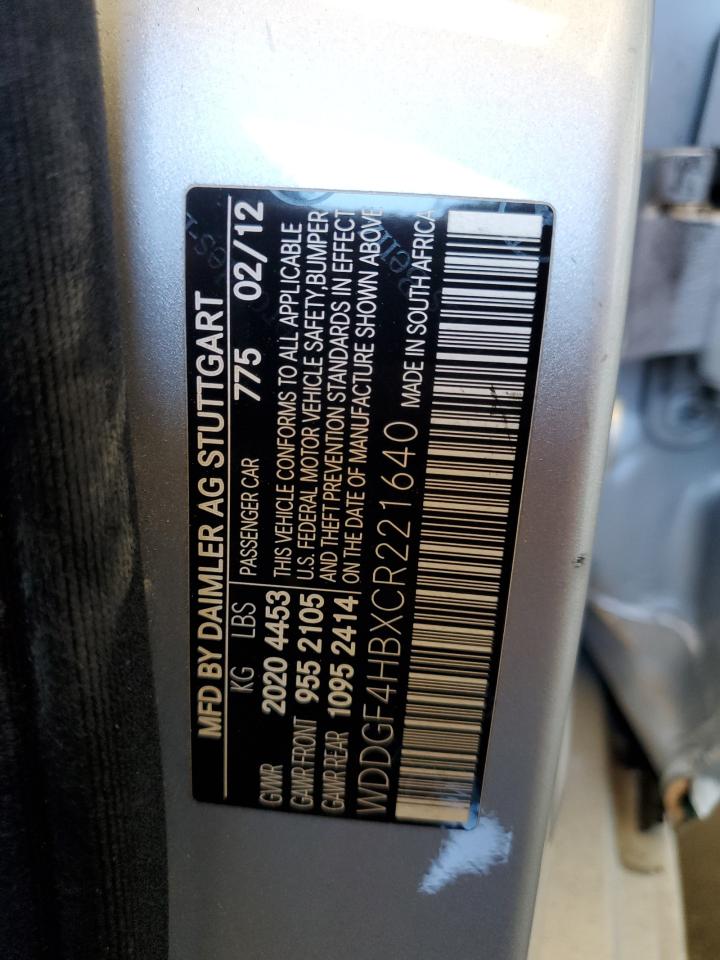 MFD BY DAIMLER AG STUTTGART
KG LBS PASSENGER CAR 775 02/12
GWR 2020 4453 THIS VEHICLE CONFORMS TO ALL APPLICABLE
GAWR FRONT 955 2105 U.S. FEDERAL MOTOR VEHICLE SAFETY,BUMPER
GAWR REAR 1095 2414 AND THEFT PREVENTION STANDARDS IN EFFECT
ON THE DATE OF MANUFACTURE SHOWN ABOVE
WDDGF4HBXCR221640 MADE IN SOUTH AFRICA